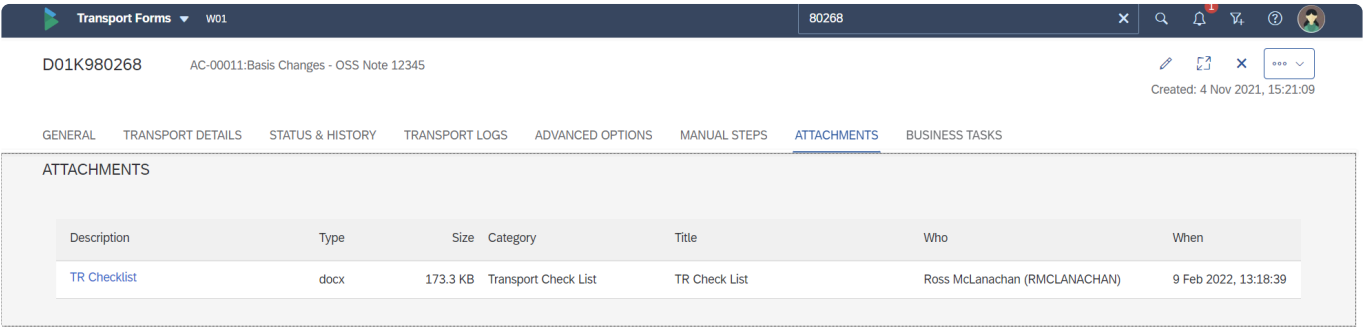 Transport Forms W01 80268 1
D01K980268 AC-00011:Basis Changes - OSS Note 12345
Created: 4 Nov 2021, 15:21:09
GENERAL TRANSPORT DETAILS STATUS & HISTORY TRANSPORT LOGS ADVANCED OPTIONS MANUAL STEPS ATTACHMENTS BUSINESS TASKS
ATTACHMENTS
Description Type Size Category Title Who When
TR Checklist docx 173.3 KB Transport Check List TR Check List Ross McLanachan (RMCLANACHAN) 9 Feb 2022, 13:18:39